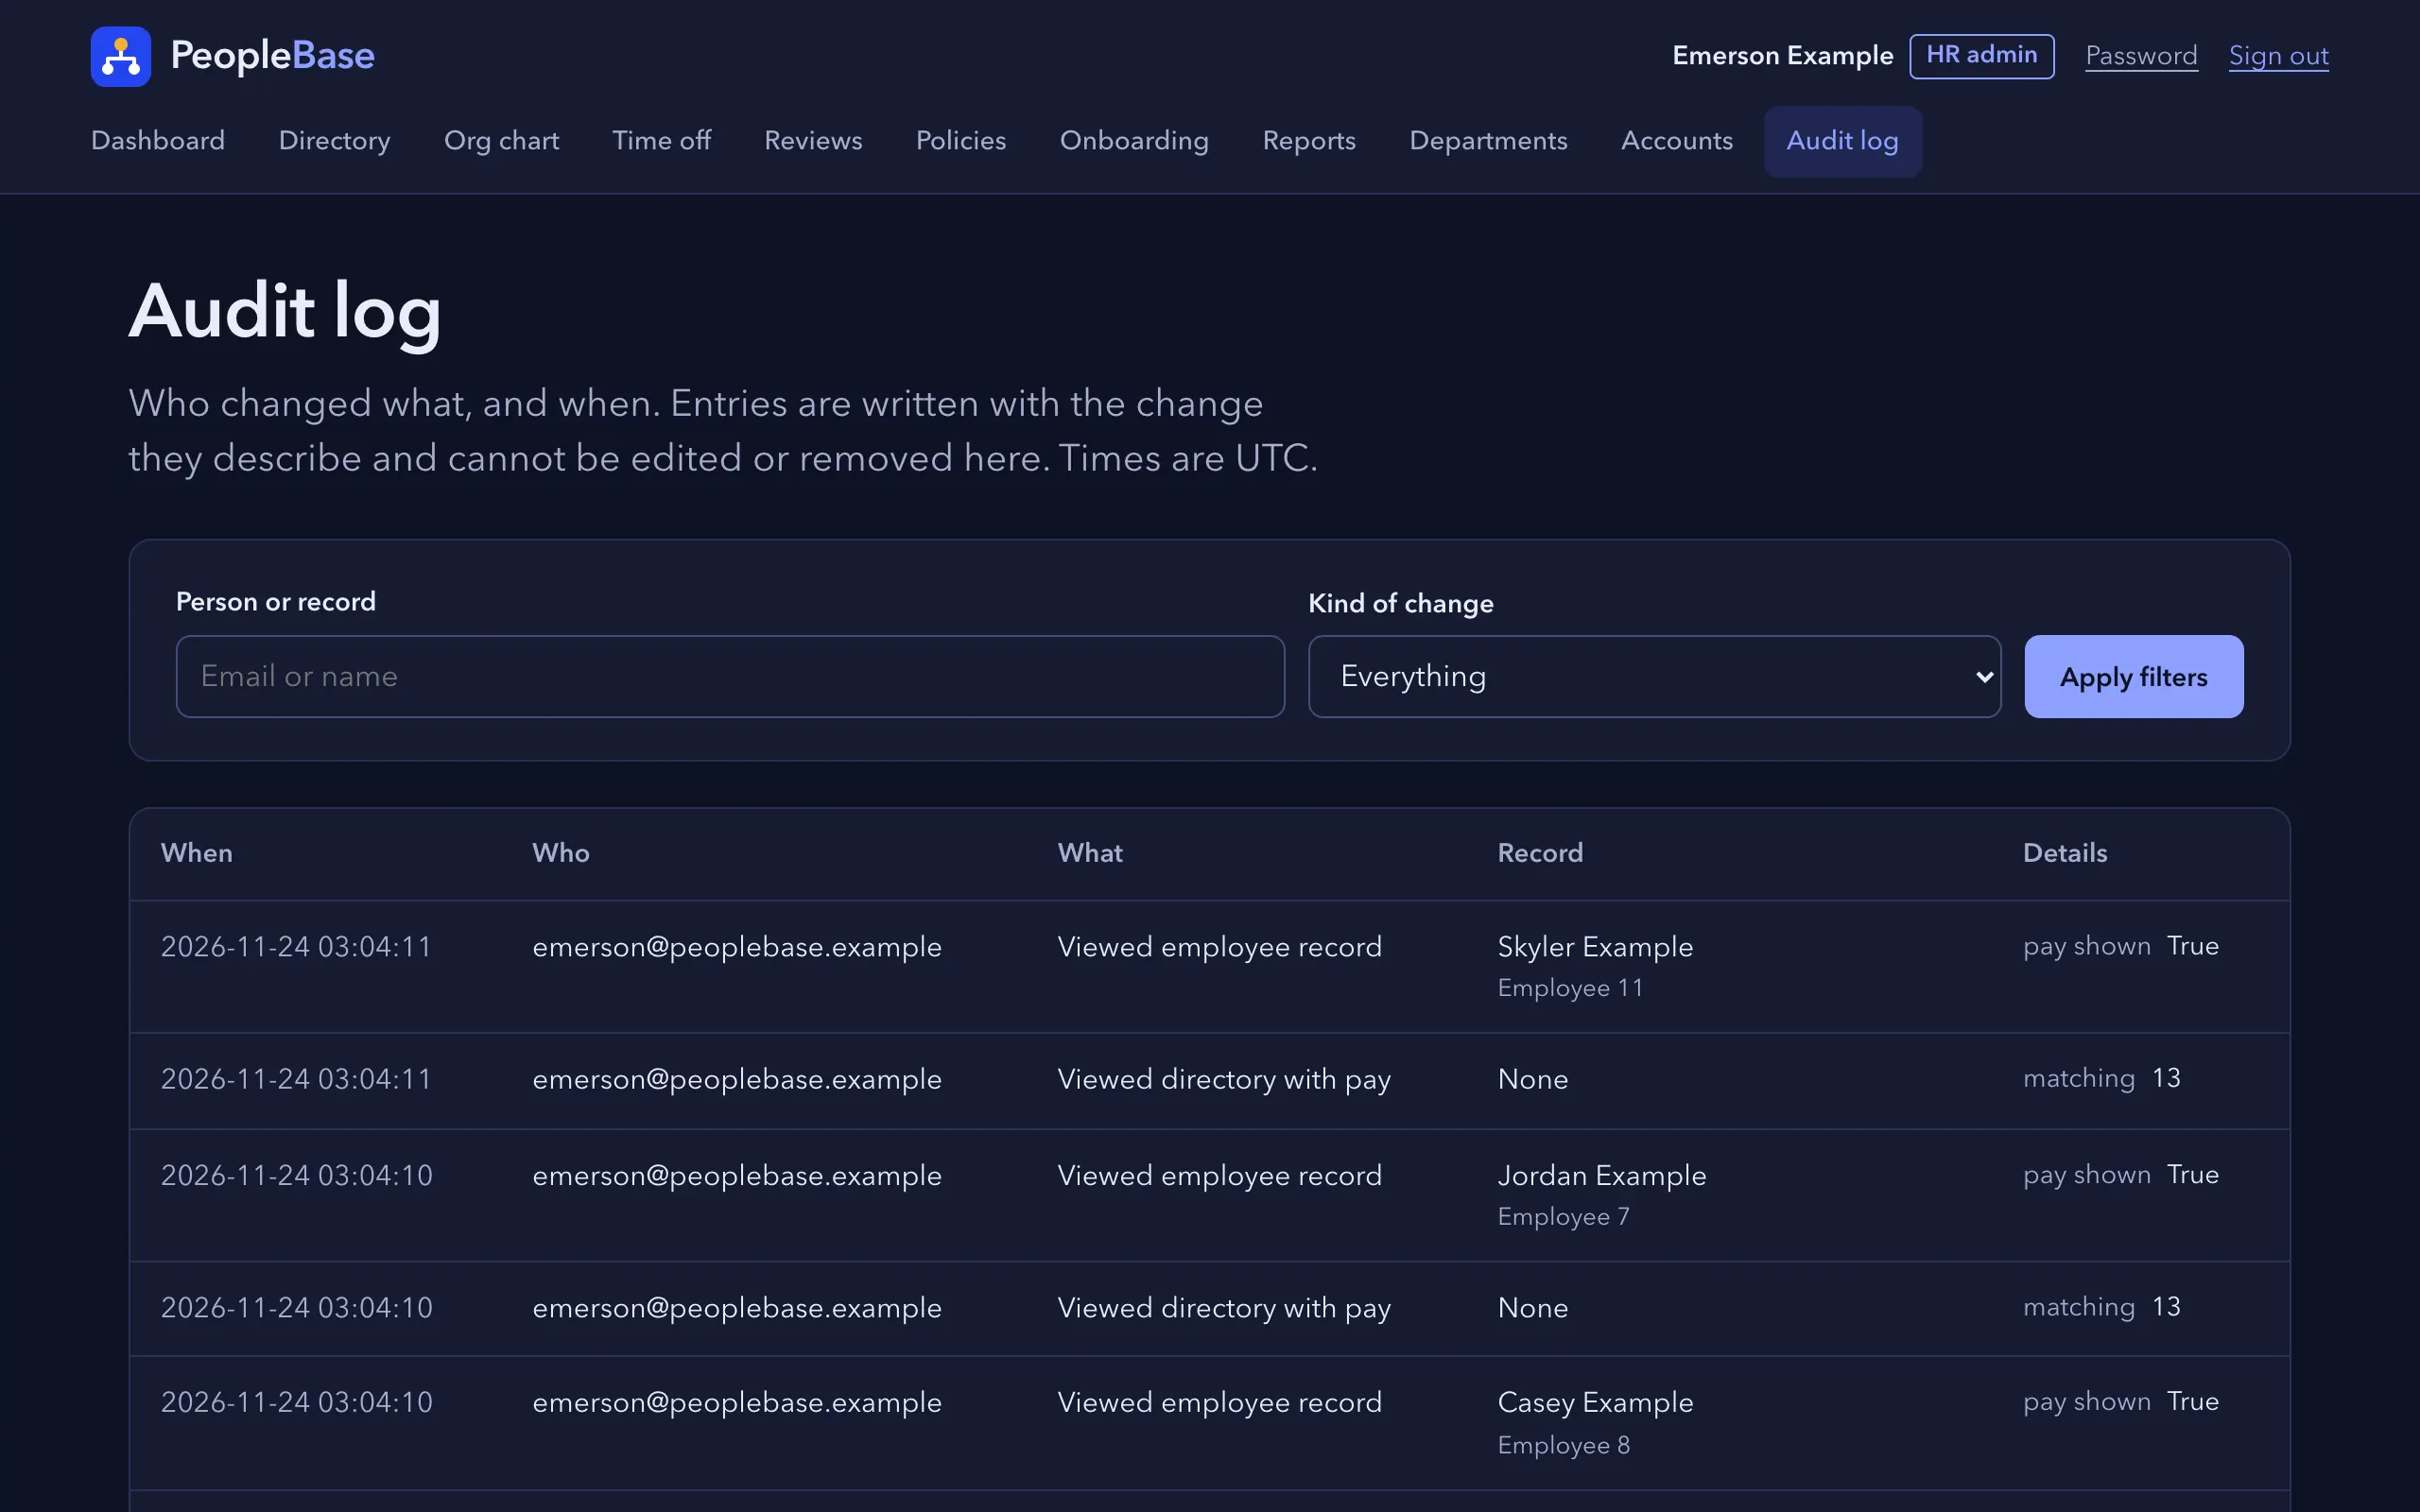 PeopleBase
Emerson Example HR admin Password Sign out
Dashboard Directory Org chart Time off Reviews Policies Onboarding Reports Departments Accounts Audit log
Audit log
Who changed what, and when. Entries are written with the change
they describe and cannot be edited or removed here. Times are UTC.
Person or record
Email or name
Kind of change
Everything
Apply filters
When Who What Record Details
2026-11-24 03:04:11 emerson@peoplebase.example Viewed employee record Skyler Example pay shown True
Employee 11
2026-11-24 03:04:11 emerson@peoplebase.example Viewed directory with pay None matching 13
2026-11-24 03:04:10 emerson@peoplebase.example Viewed employee record Jordan Example pay shown True
Employee 7
2026-11-24 03:04:10 emerson@peoplebase.example Viewed directory with pay None matching 13
2026-11-24 03:04:10 emerson@peoplebase.example Viewed employee record Casey Example pay shown True
Employee 8